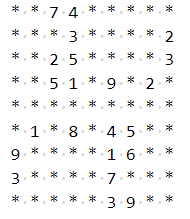 * * 7 4 * * * * *
* * * 3 * * * * 2
* * 2 5 * * * * 3
* * 5 1 * 9 * 2 *
* * * * * * * * *
* 1 * 8 * 4 5 * *
9 * * * * 1 6 * *
3 * * * * 7 * * *
* * * * * 3 9 * *